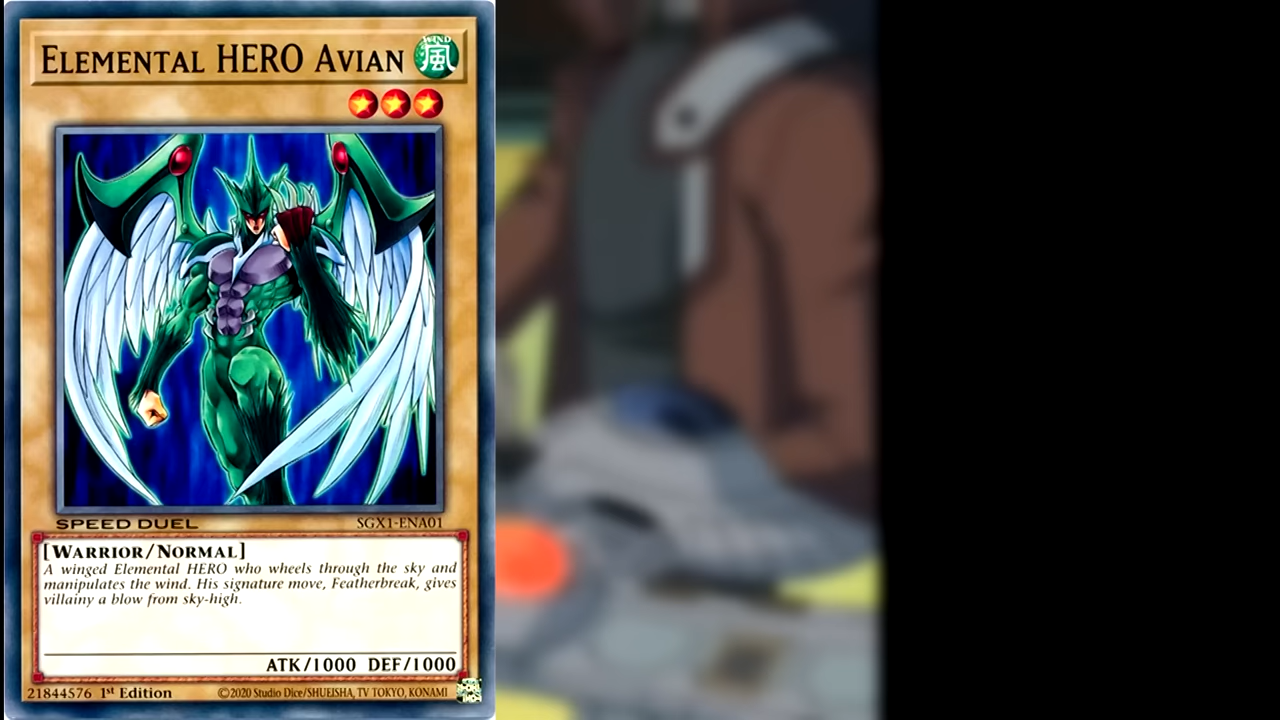 ELEMENTAL HERO AVIAN
WIND
風
SPEED DUEL
SGX1-ENA01
[WARRIOR/NORMAL]
A winged Elemental HERO who wheels through the sky and
manipulates the wind. His signature move, Featherbreak, gives
villainy a blow from sky-high.
ATK/1000 DEF/1000
21844576 1st Edition
©2020 Studio Dice/SHUEISHA, TV TOKYO, KONAMI